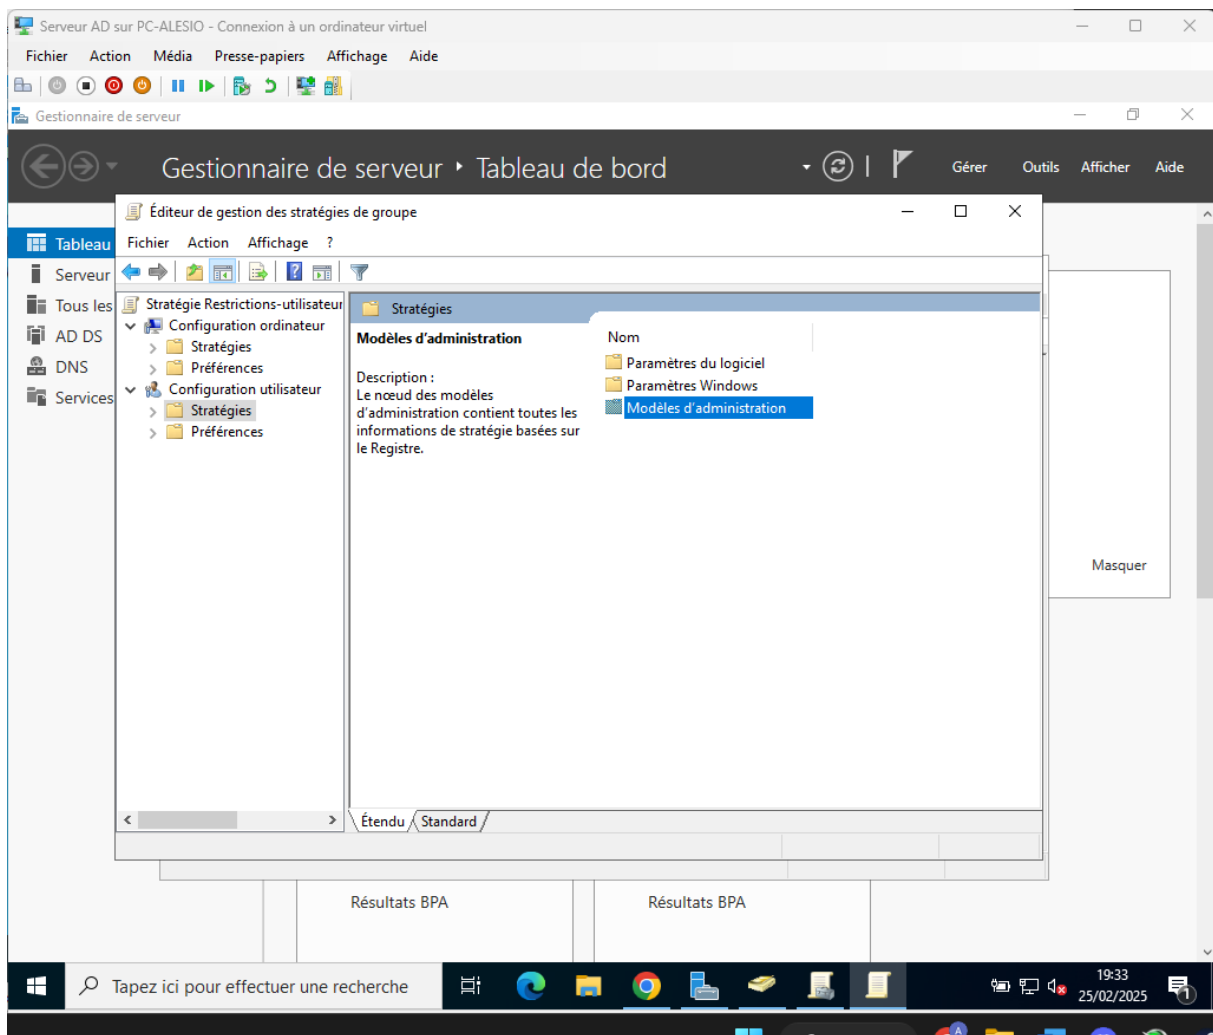 Serveur AD sur PC-ALESIO - Connexion à un ordinateur virtuel
Fichier Action Média Presse-papiers Affichage Aide
Gestionnaire de serveur
Gestionnaire de serveur Tableau de bord
Gérer Outils Afficher Aide
Éditeur de gestion des stratégies de groupe
Fichier Action Affichage ?
Tableau
Serveur
Tous les
AD DS
DNS
Services
Stratégie Restrictions-utilisateur
Configuration ordinateur
Stratégies
Préférences
Configuration utilisateur
Stratégies
Préférences
Stratégies
Modèles d'administration
Description :
Le nœud des modèles
d'administration contient toutes les
informations de stratégie basées sur
le Registre.
Nom
Paramètres du logiciel
Paramètres Windows
Modèles d'administration
Masquer
Étendu Standard
Résultats BPA
Résultats BPA
Tapez ici pour effectuer une recherche
19:33
25/02/2025
1
A